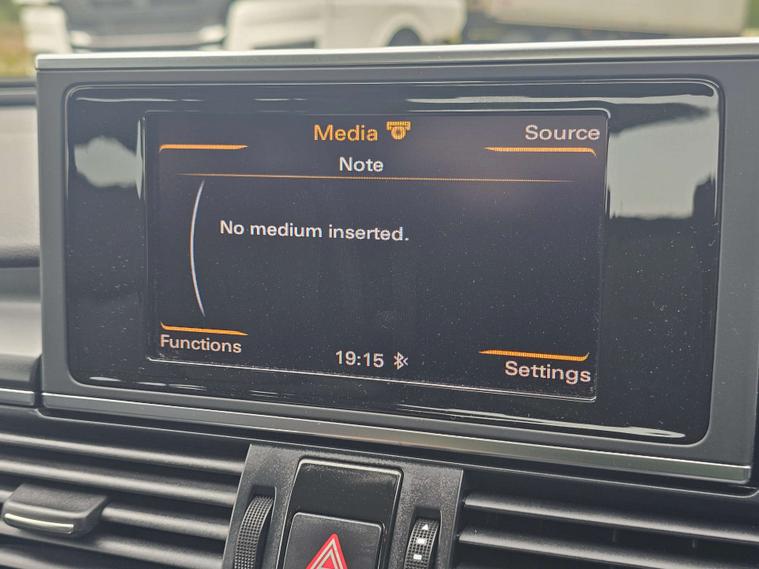 Media
Source
Note
No medium inserted.
Functions
19:15
Settings